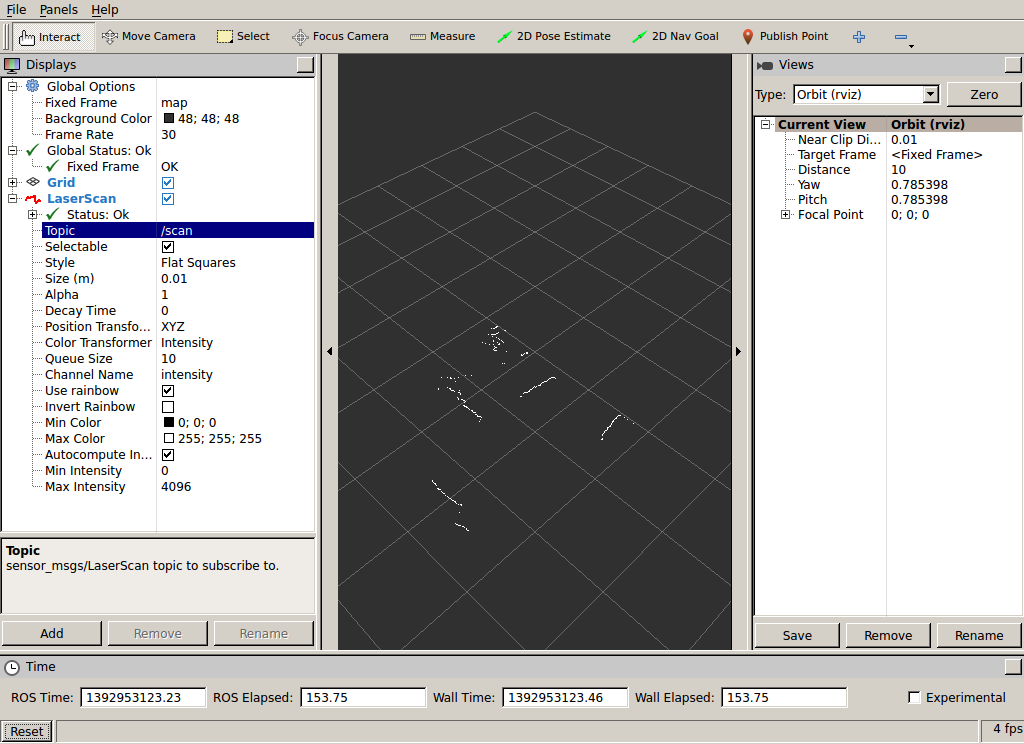 File Panels Help
Interact Move Camera Select Focus Camera Measure 2D Pose Estimate 2D Nav Goal Publish Point
Displays
Global Options
Fixed Frame map
Background Color 48; 48; 48
Frame Rate 30
Global Status: Ok
Fixed Frame OK
Grid
LaserScan
Status: Ok
Topic /scan
Selectable
Style Flat Squares
Size (m) 0.01
Alpha 1
Decay Time 0
Position Transfo... XYZ
Color Transformer Intensity
Queue Size 10
Channel Name intensity
Use rainbow
Invert Rainbow
Min Color 0; 0; 0
Max Color 255; 255; 255
Autocompute In...
Min Intensity 0
Max Intensity 4096
Topic
sensor_msgs/LaserScan topic to subscribe to.
Add Remove Rename
Views
Type: Orbit (rviz) Zero
Current View Orbit (rviz)
Near Clip Di... 0.01
Target Frame <Fixed Frame>
Distance 10
Yaw 0.785398
Pitch 0.785398
Focal Point 0; 0; 0
Save Remove Rename
Time
ROS Time: 1392953123.23 ROS Elapsed: 153.75 Wall Time: 1392953123.46 Wall Elapsed: 153.75 Experimental
Reset 4 fps